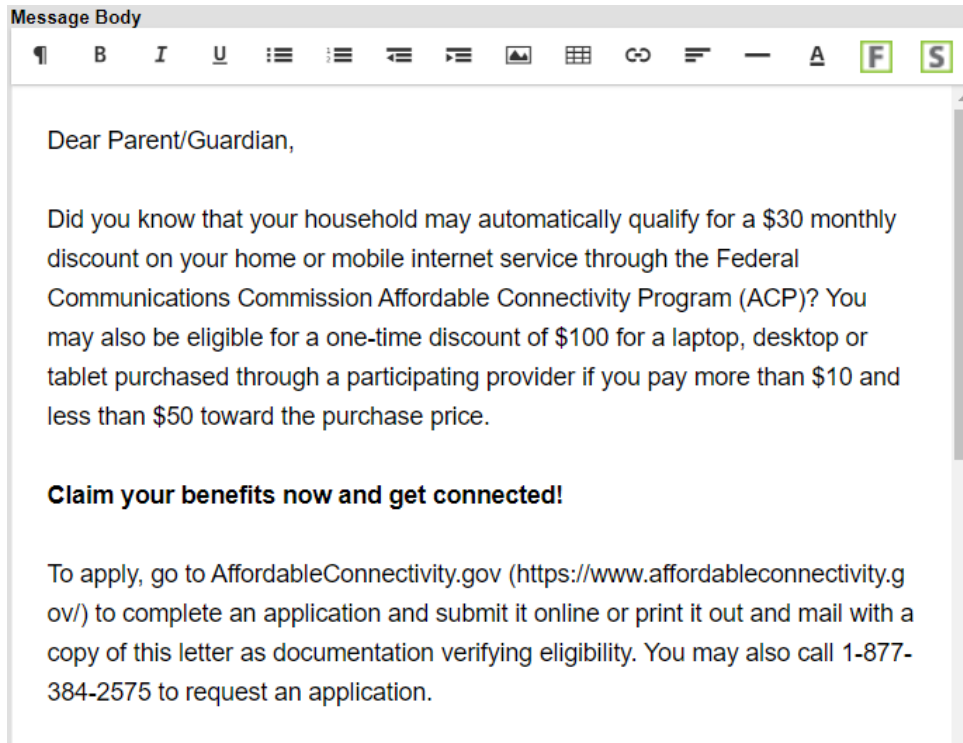 Message Body
¶ B I U A F S
Dear Parent/Guardian,
Did you know that your household may automatically qualify for a $30 monthly
discount on your home or mobile internet service through the Federal
Communications Commission Affordable Connectivity Program (ACP)? You
may also be eligible for a one-time discount of $100 for a laptop, desktop or
tablet purchased through a participating provider if you pay more than $10 and
less than $50 toward the purchase price.
Claim your benefits now and get connected!
To apply, go to AffordableConnectivity.gov (https://www.affordableconnectivity.g
ov/) to complete an application and submit it online or print it out and mail with a
copy of this letter as documentation verifying eligibility. You may also call 1-877-
384-2575 to request an application.